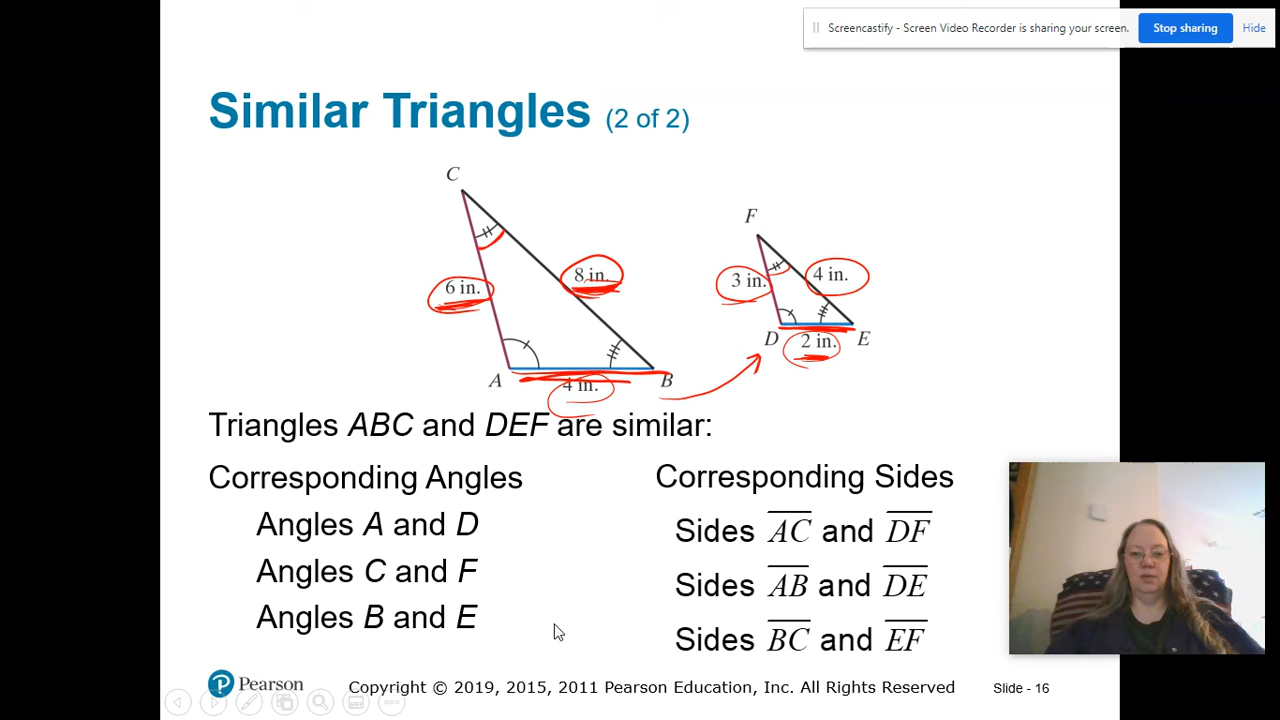 Screencastify - Screen Video Recorder is sharing your screen.
Stop sharing
Hide
Similar Triangles (2 of 2)
C
F
8 in.
4 in.
6 in.
3 in.
D
2 in.
E
A
4 in.
B
Triangles ABC and DEF are similar:
Corresponding Angles
Angles A and D
Angles C and F
Angles B and E
Corresponding Sides
Sides AC and DF
Sides AB and DE
Sides BC and EF
P Pearson
Copyright © 2019, 2015, 2011 Pearson Education, Inc. All Rights Reserved
Slide - 16